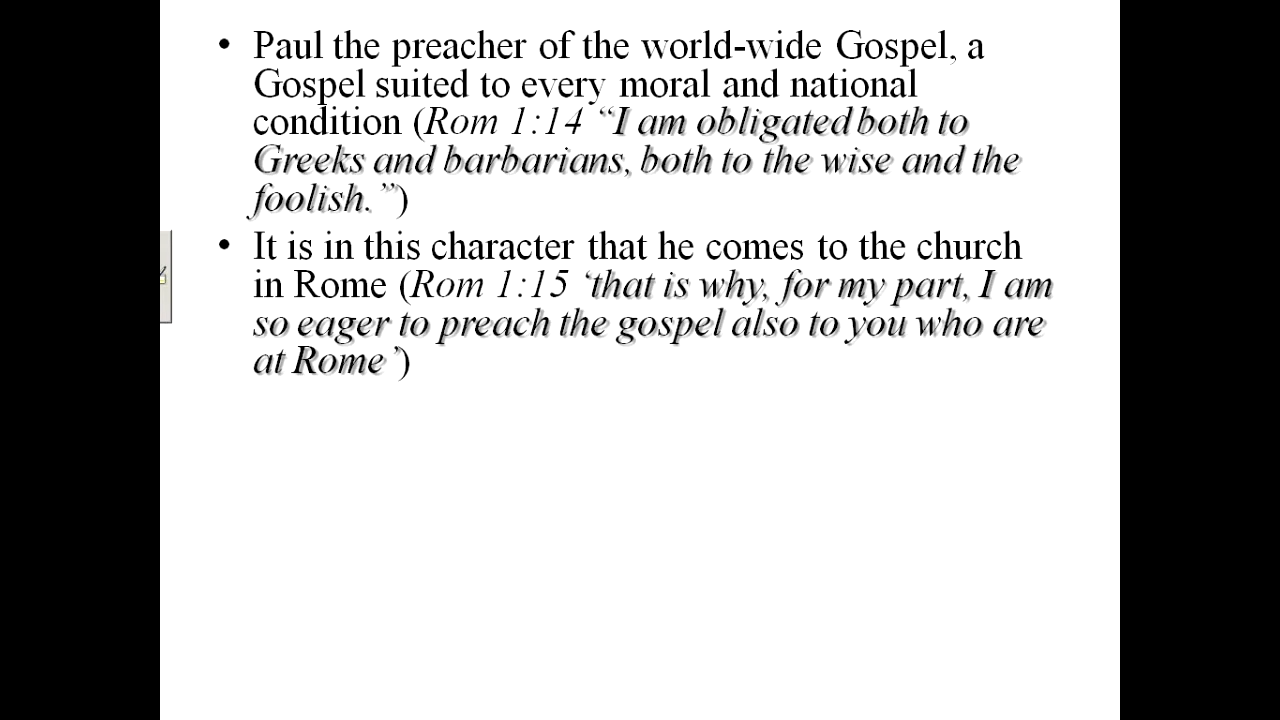 • Paul the preacher of the world-wide Gospel, a
Gospel suited to every moral and national
condition (Rom 1:14 “I am obligated both to
Greeks and barbarians, both to the wise and the
foolish.”)
• It is in this character that he comes to the church
in Rome (Rom 1:15 ‘that is why, for my part, I am
so eager to preach the gospel also to you who are
at Rome’)